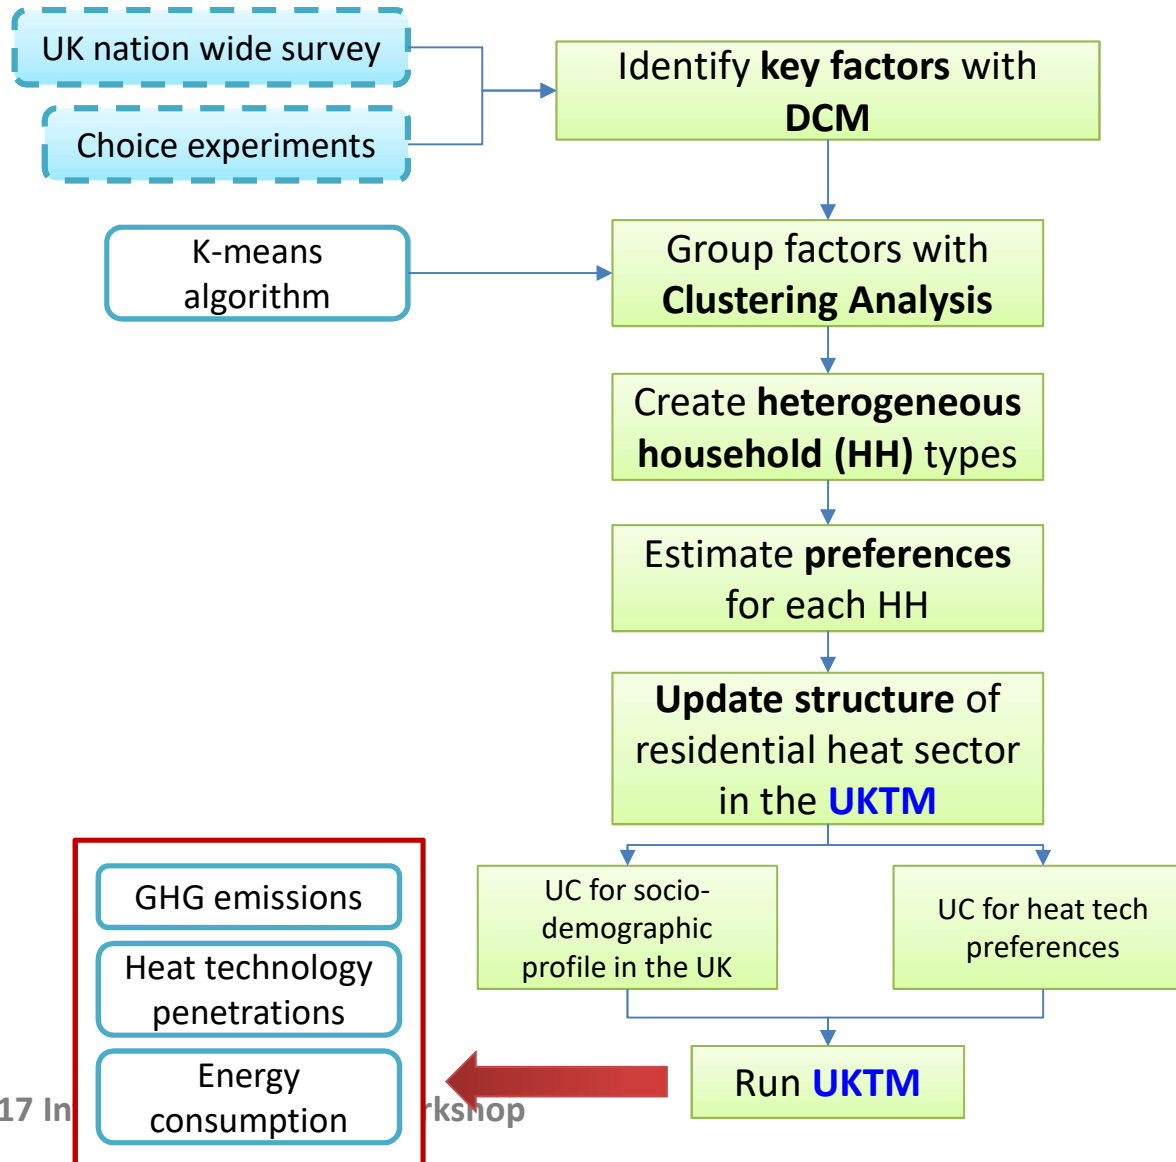 UK nation wide survey
Choice experiments
Identify key factors with
DCM
K-means
algorithm
Group factors with
Clustering Analysis
Create heterogeneous
household (HH) types
Estimate preferences
for each HH
Update structure of
residential heat sector
in the UKTM
UC for socio-
demographic
profile in the UK
UC for heat tech
preferences
Run UKTM
GHG emissions
Heat technology
penetrations
Energy
consumption
17 In
rkshop